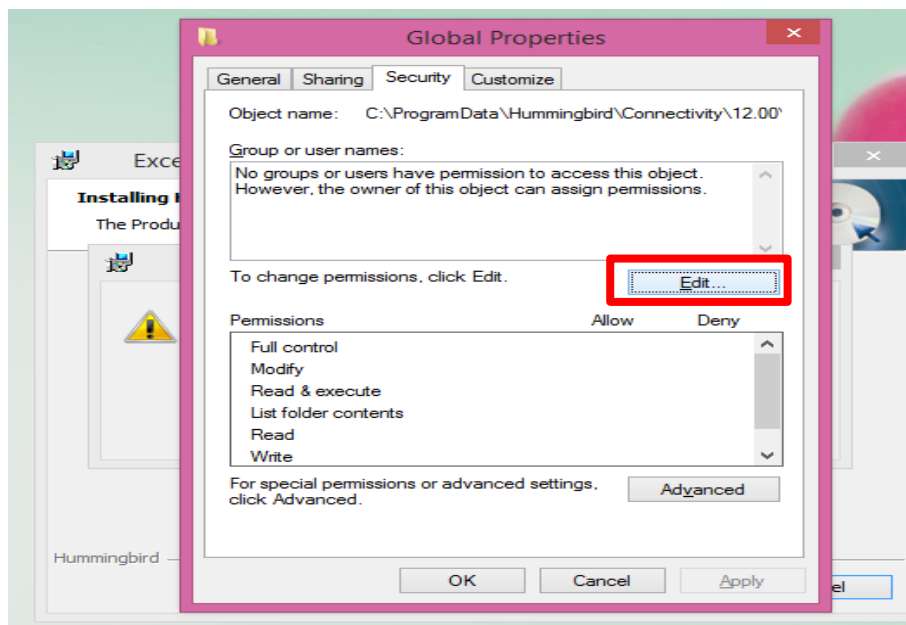 Global Properties
General Sharing Security Customize
Object name: C:\ProgramData\Hummingbird\Connectivity\12.00\
Group or user names:
No groups or users have permission to access this object.
However, the owner of this object can assign permissions.
To change permissions, click Edit.
Edit...
Permissions Allow Deny
Full control
Modify
Read & execute
List folder contents
Read
Write
For special permissions or advanced settings,
click Advanced.
Advanced
OK Cancel Apply
Exce
Installing
The Produ
Hummingbird
el